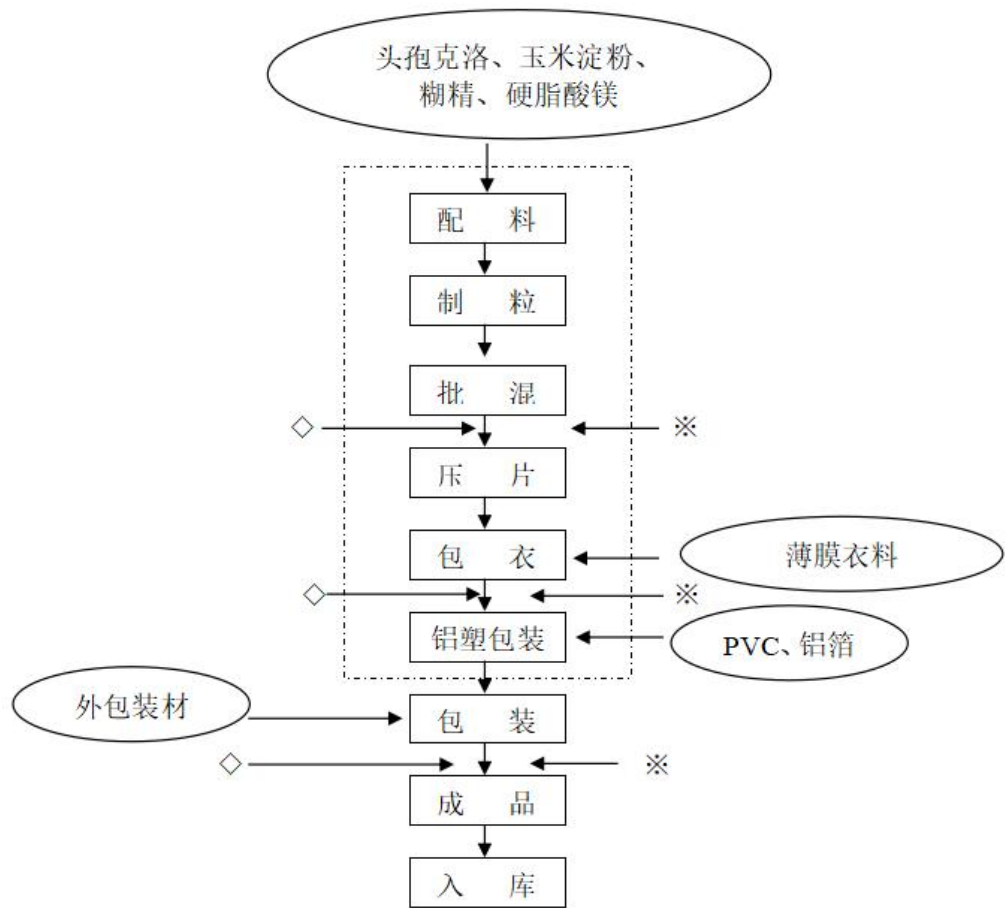 头孢克洛、玉米淀粉、
糊精、硬脂酸镁
配 料
制 粒
批 混
◇ ※
压 片
包 衣
薄膜衣料
◇ ※
铝塑包装
PVC、铝箔
外包装材
包 装
◇ ※
成 品
入 库